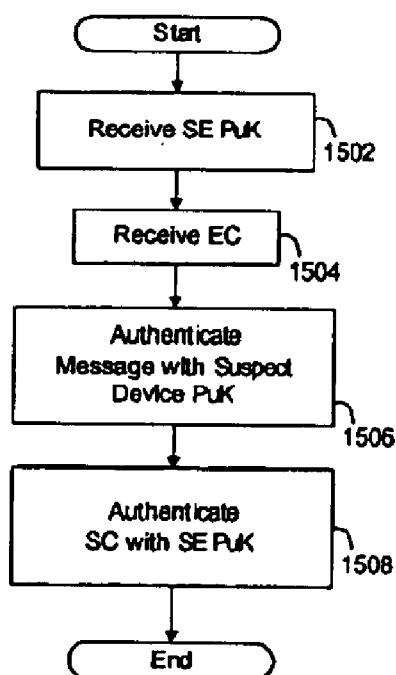 Start
Receive SE PuK
1502
Receive EC
1504
Authenticate
Message with Suspect
Device PuK
1506
Authenticate
SC with SE PuK
1508
End